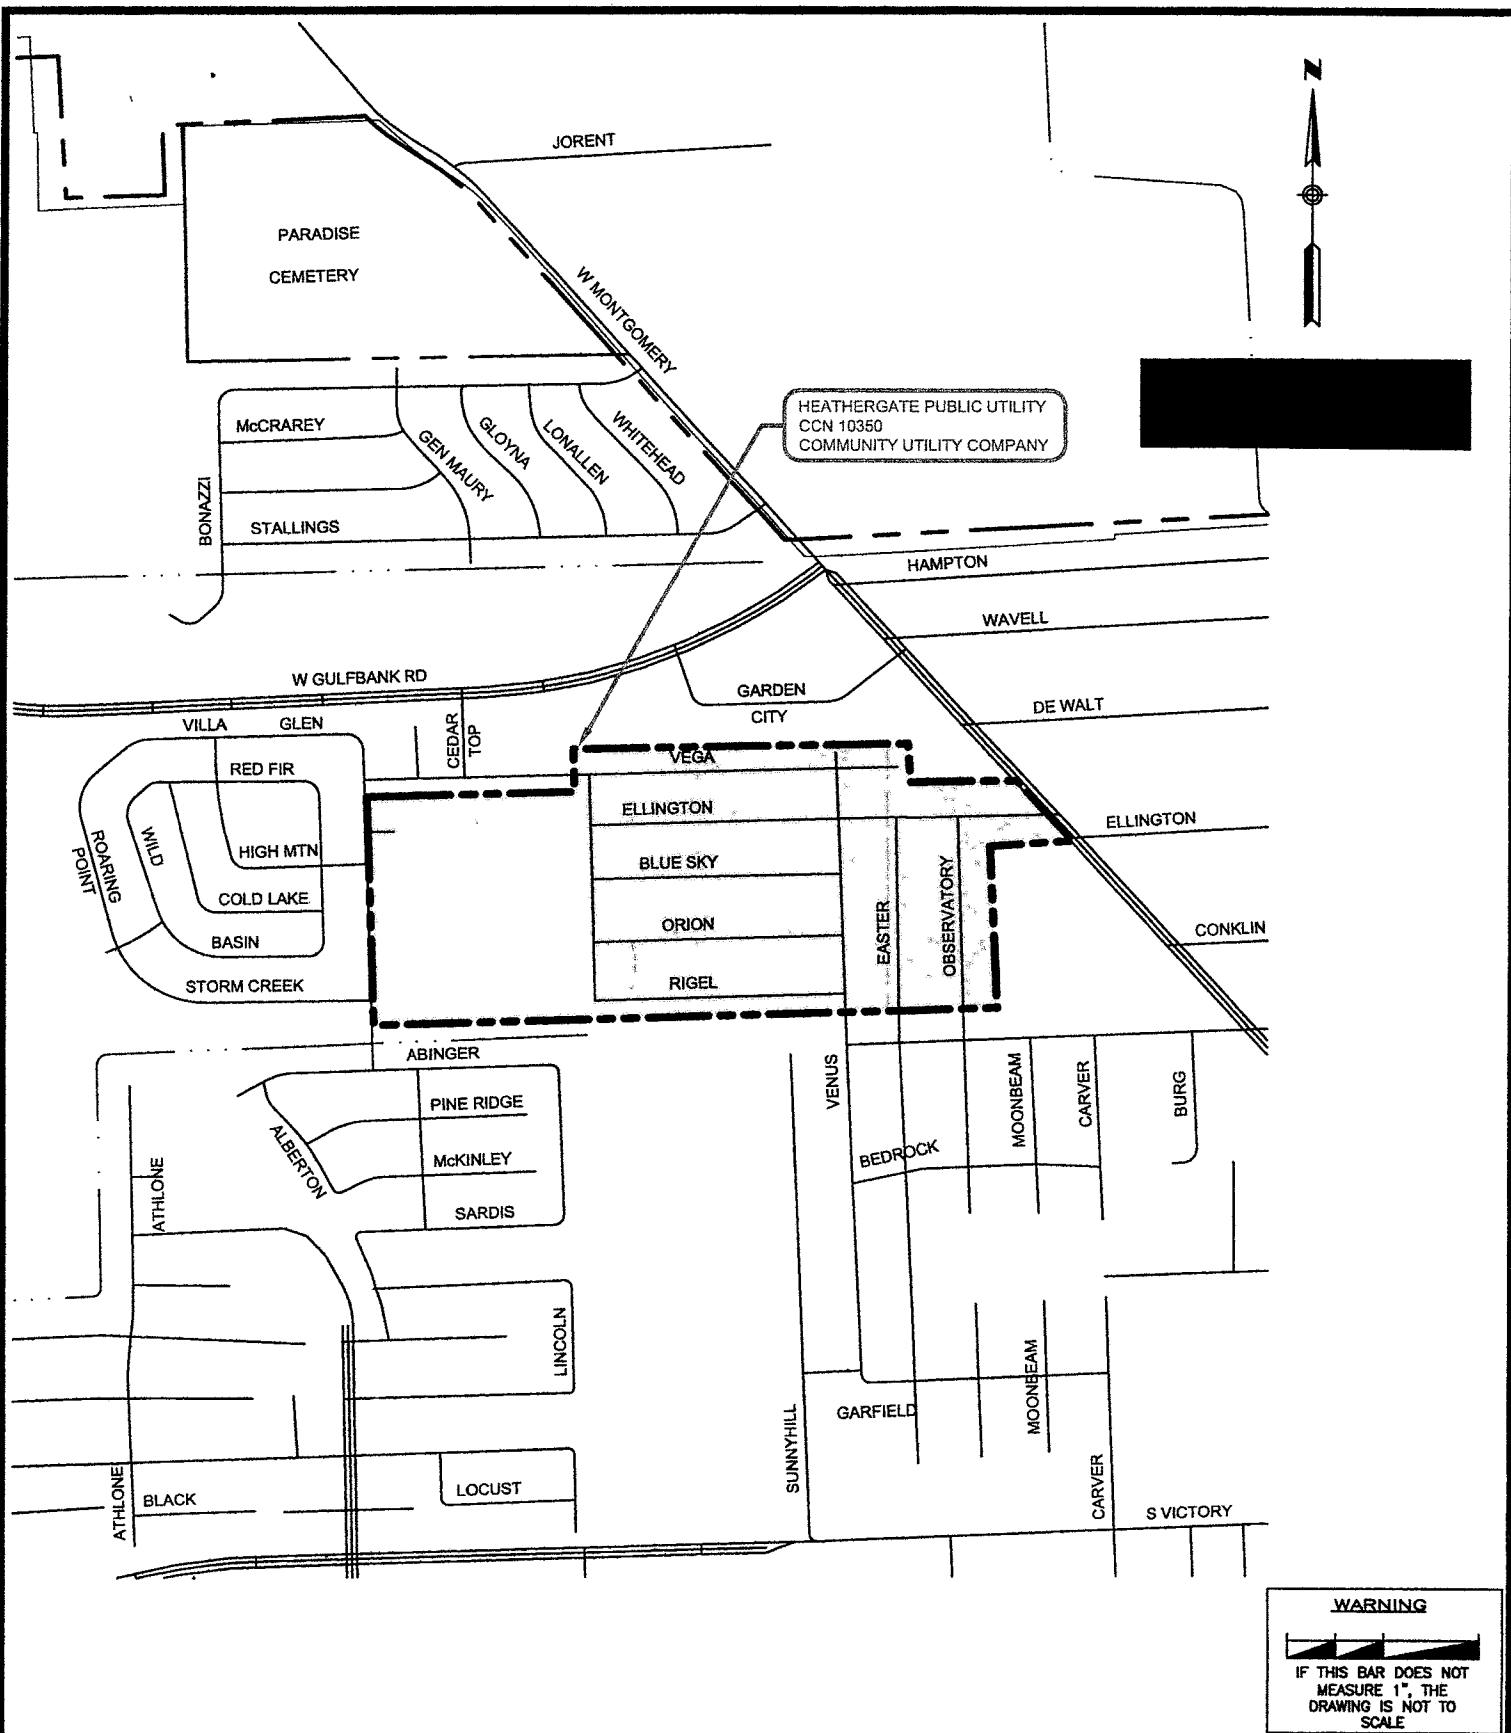 N
JORENT
PARADISE
CEMETERY
W MONTGOMERY
HEATHERGATE PUBLIC UTILITY
CCN 10350
COMMUNITY UTILITY COMPANY
McCRAREY
GEN MAURY
GLOYNA
LONALLEN
WHITEHEAD
BONAZZI
STALLINGS
HAMPTON
WAVELL
W GULFBANK RD
GARDEN
CITY
DE WALT
VILLA GLEN
CEDAR
TOP
VEGA
RED FIR
ELLINGTON
ELLINGTON
ROARING
POINT
WILD
HIGH MTN
BLUE SKY
COLD LAKE
ORION
EASTER
OBSERVATORY
CONKLIN
BASIN
STORM CREEK
RIGEL
ABINGER
VENUS
MOONBEAM
CARVER
BURG
PINE RIDGE
ALBERTON
McKINLEY
BEDROCK
ATHLONE
SARDIS
LINCOLN
SUNNYHILL
GARFIELD
MOONBEAM
CARVER
ATHLONE
BLACK
LOCUST
S VICTORY
WARNING
IF THIS BAR DOES NOT
MEASURE 1", THE
DRAWING IS NOT TO
SCALE